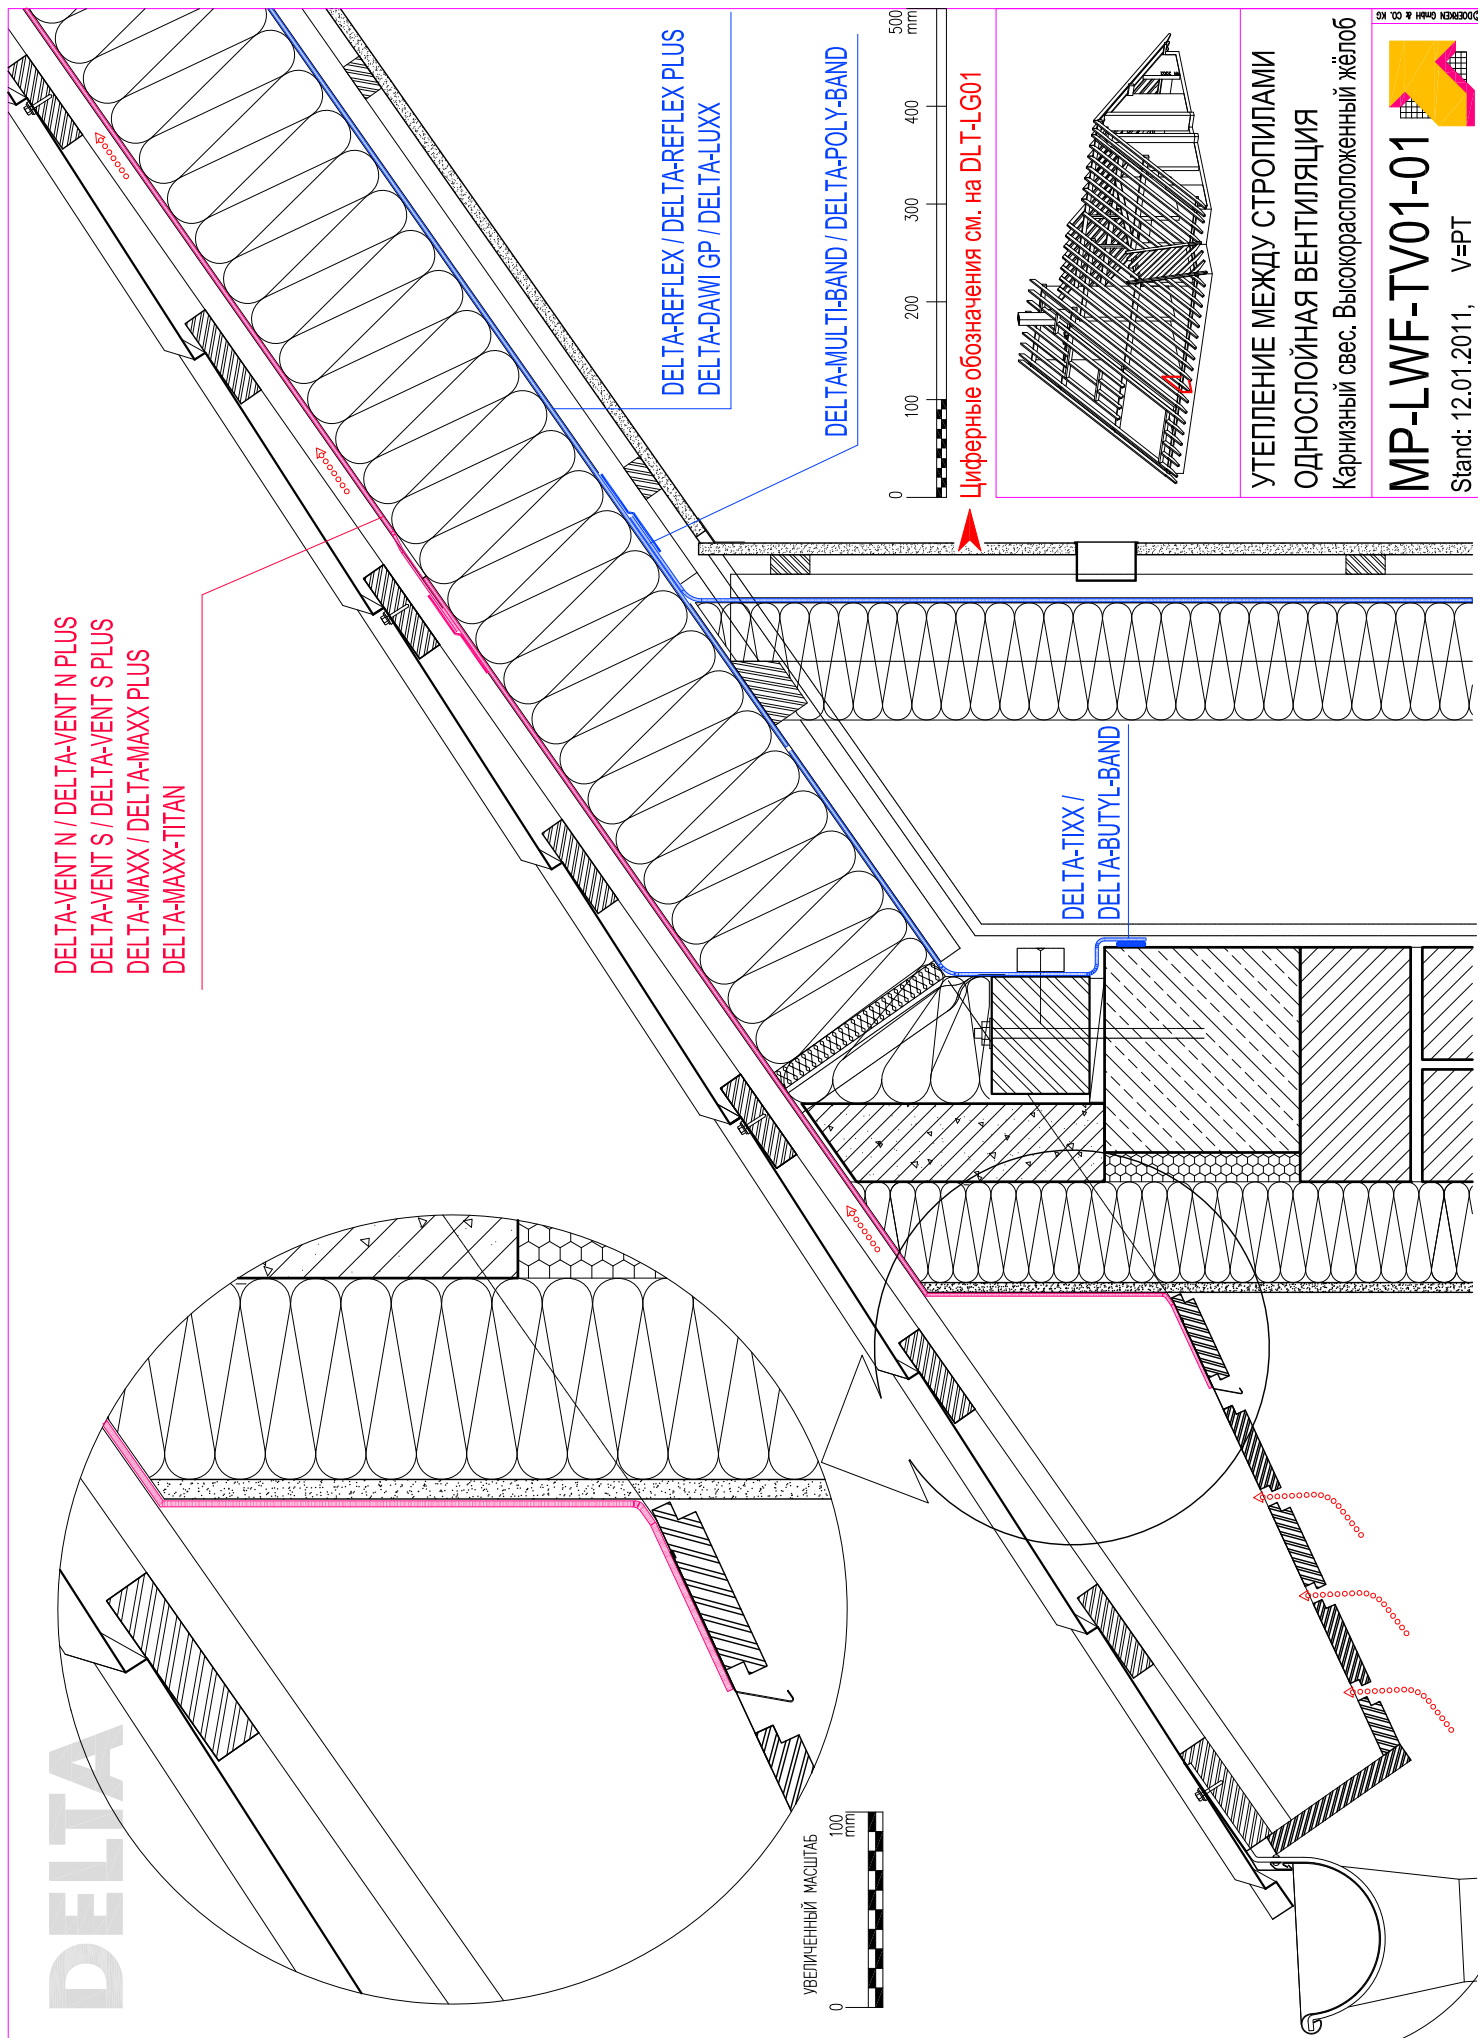 DELTA
DELTA-VENT N / DELTA-VENT N PLUS
DELTA-VENT S / DELTA-VENT S PLUS
DELTA-MAXX / DELTA-MAXX PLUS
DELTA-MAXX-TITAN
DELTA-REFLEX / DELTA-REFLEX PLUS
DELTA-DAWI GP / DELTA-LUXX
DELTA-MULTI-BAND / DELTA-POLY-BAND
DELTA-TIXX /
DELTA-BUTYL-BAND
УВЕЛИЧЕННЫЙ МАСШТАБ
0 100
mm
0 100 200 300 400 500
mm
Циферные обозначения см. на DLT-LG01
УТЕПЛЕНИЕ МЕЖДУ СТРОПИЛАМИ
ОДНОСЛОЙНАЯ ВЕНТИЛЯЦИЯ
Карнизный свес. Высокорасположенный жёлоб
MP-LWF-TV01-01
Stand: 12.01.2011, V=PT
©DOERKEN GmbH & CO. KG